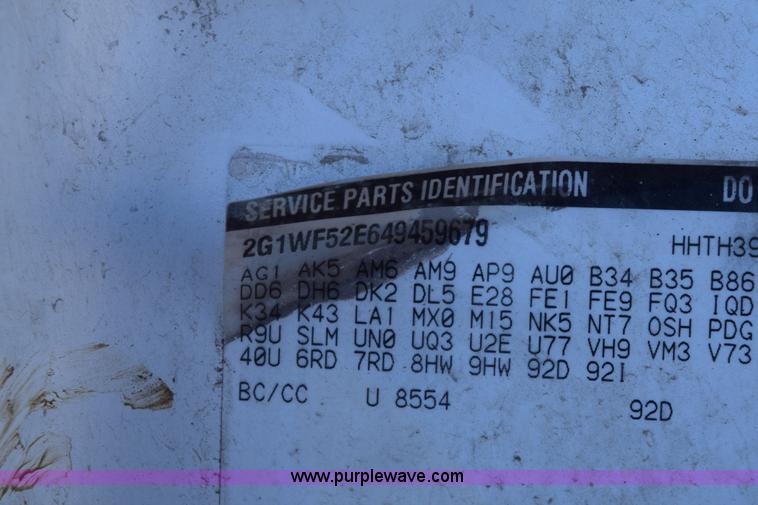 SERVICE PARTS IDENTIFICATION DO
2G1WF52E649459679 HHTH39
AG1 AK5 AM6 AM9 AP9 AU0 B34 B35 B86
DD6 DH6 DK2 DL5 E28 FE1 FE9 FQ3 IQD
K34 K43 LA1 MX0 M15 NK5 NT7 OSH PDG
R9U SLM UN0 UQ3 U2E U77 VH9 VM3 V73
40U 6RD 7RD 8HW 9HW 92D 92I
BC/CC U 8554 92D
www.purplewave.com